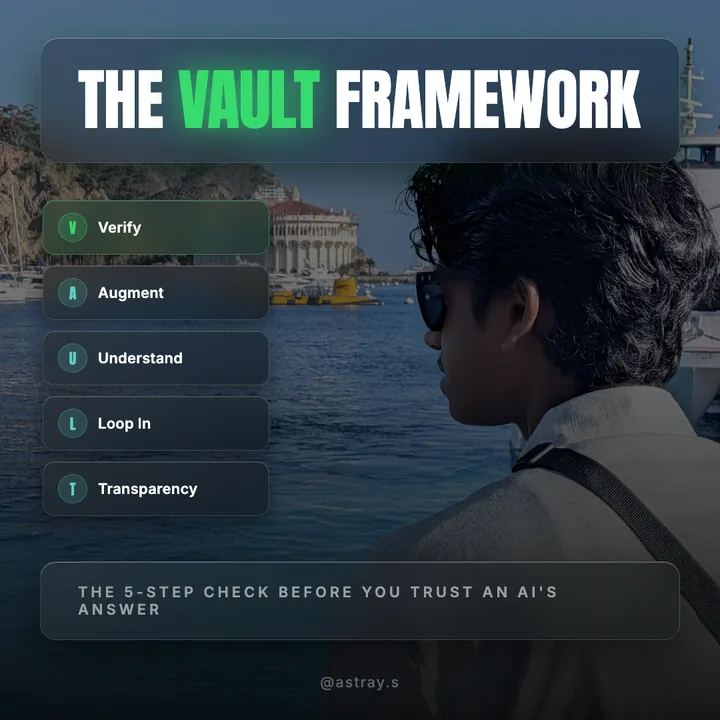 THE VAULT FRAMEWORK
V Verify
A Augment
U Understand
L Loop In
T Transparency
THE 5-STEP CHECK BEFORE YOU TRUST AN AI'S
ANSWER
@astray.s